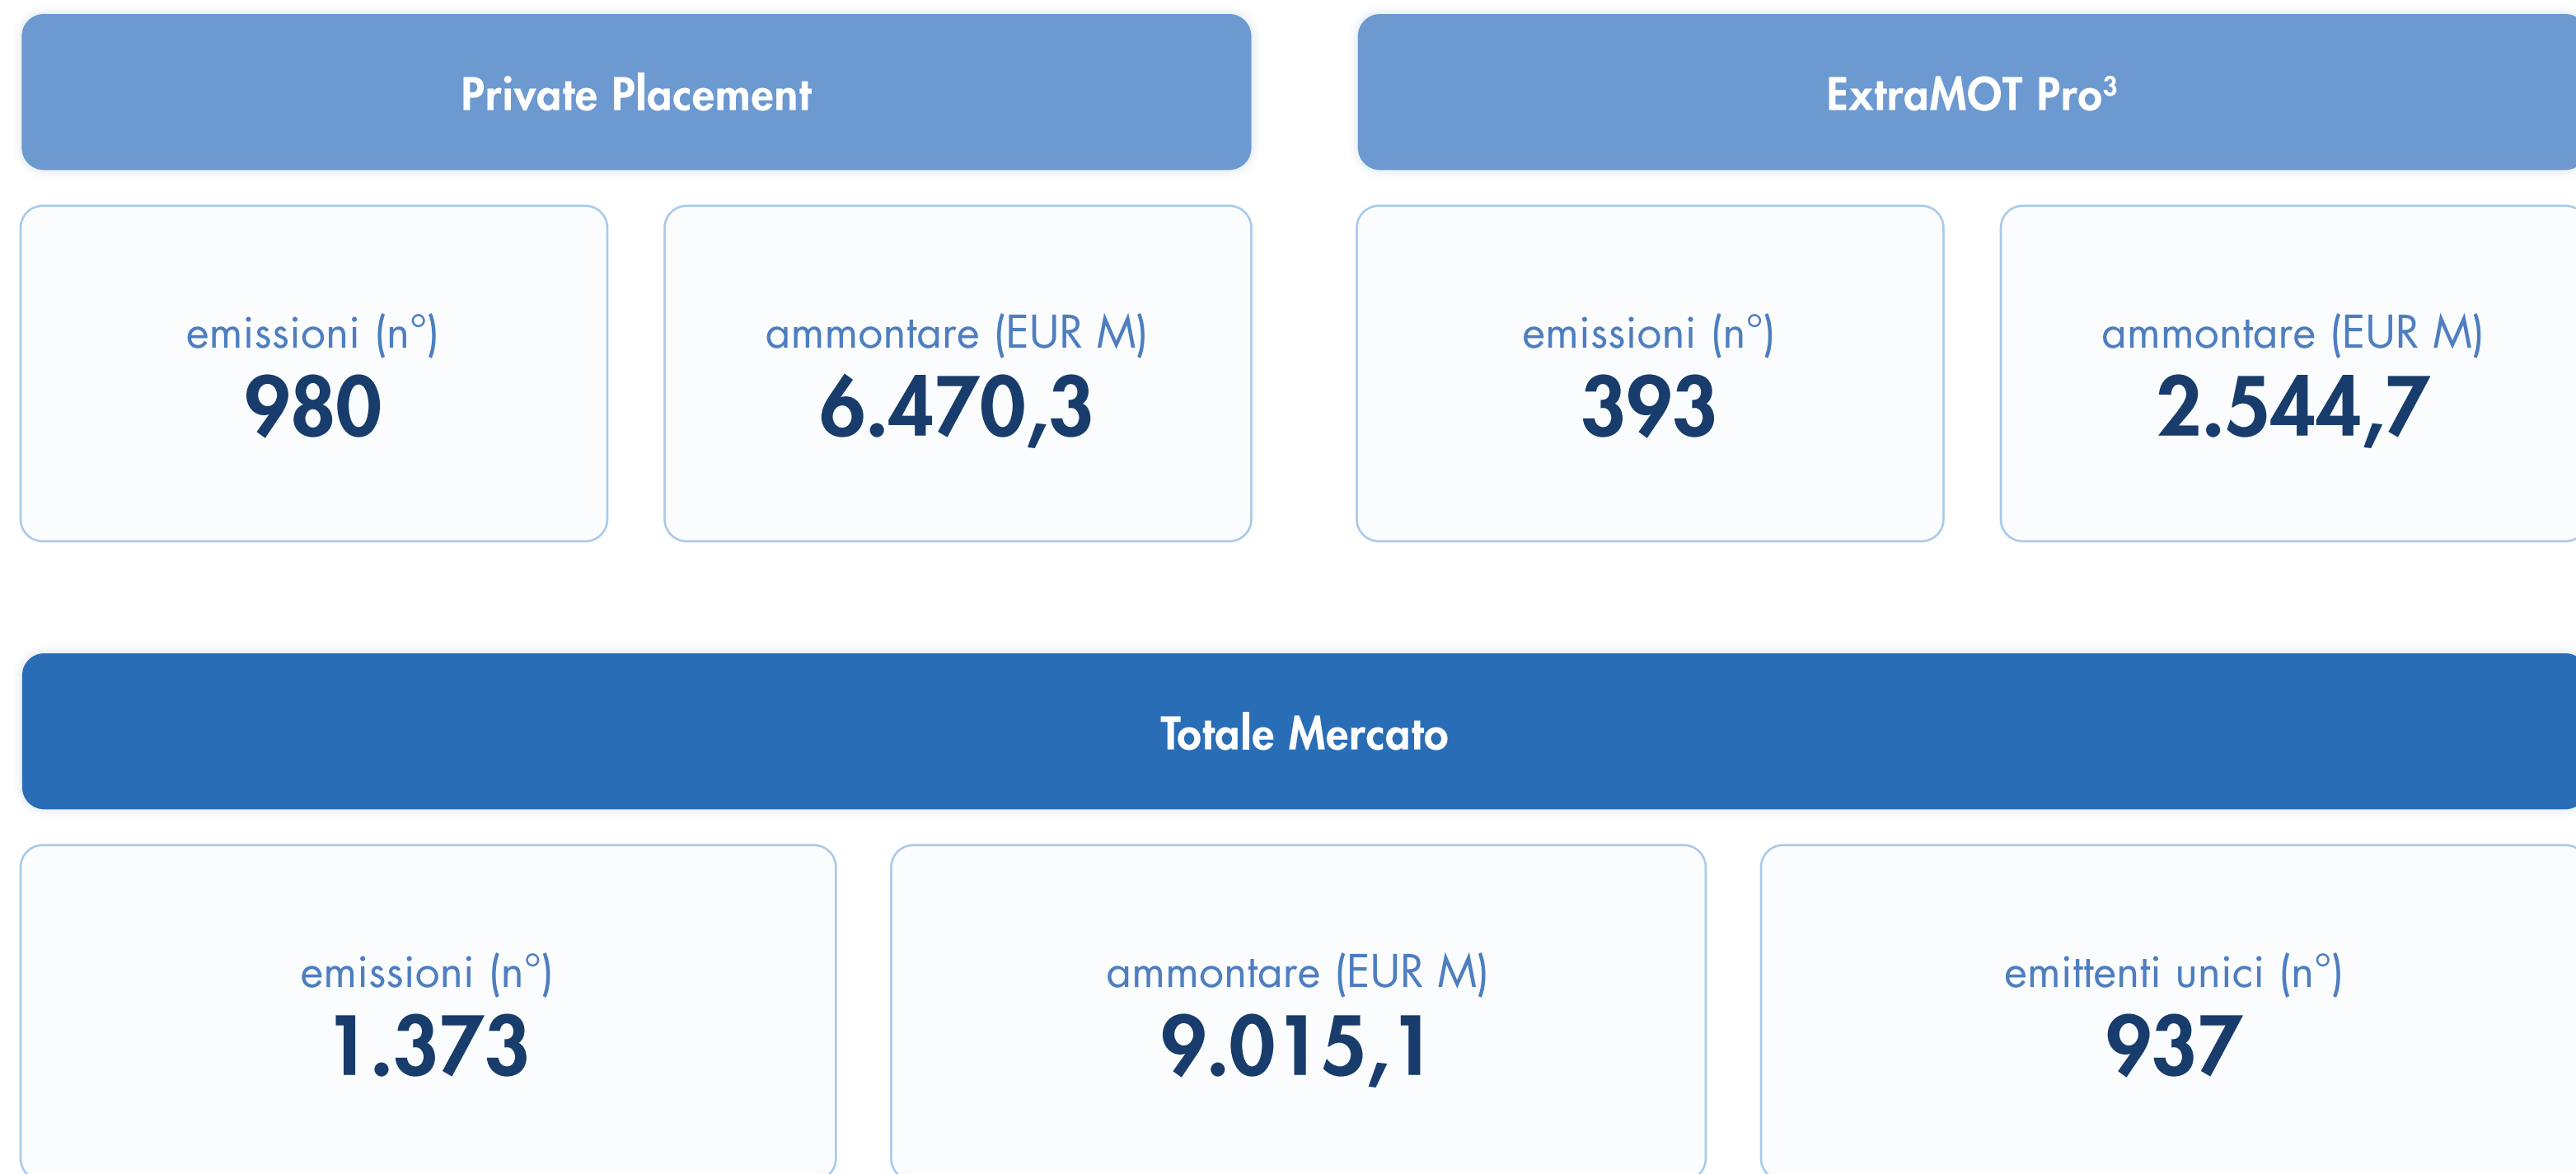 Private Placement
ExtraMOT Pro³
emissioni (n°)
980
ammontare (EUR M)
6.470,3
emissioni (n°)
393
ammontare (EUR M)
2.544,7
Totale Mercato
emissioni (n°)
1.373
ammontare (EUR M)
9.015,1
emittenti unici (n°)
937